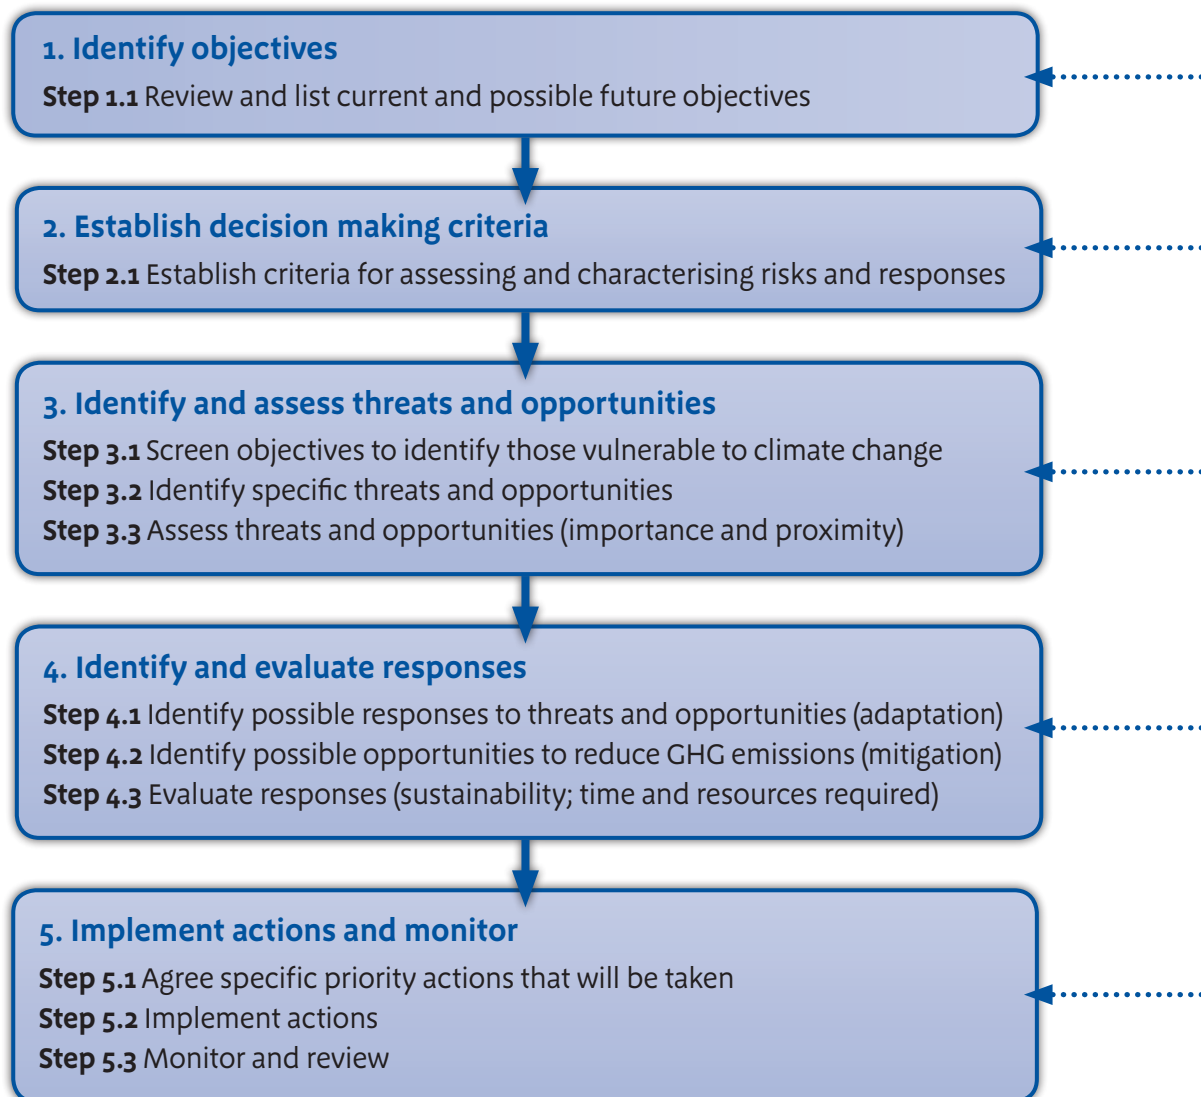 1. Identify objectives
Step 1.1 Review and list current and possible future objectives
2. Establish decision making criteria
Step 2.1 Establish criteria for assessing and characterising risks and responses
3. Identify and assess threats and opportunities
Step 3.1 Screen objectives to identify those vulnerable to climate change
Step 3.2 Identify specific threats and opportunities
Step 3.3 Assess threats and opportunities (importance and proximity)
4. Identify and evaluate responses
Step 4.1 Identify possible responses to threats and opportunities (adaptation)
Step 4.2 Identify possible opportunities to reduce GHG emissions (mitigation)
Step 4.3 Evaluate responses (sustainability; time and resources required)
5. Implement actions and monitor
Step 5.1 Agree specific priority actions that will be taken
Step 5.2 Implement actions
Step 5.3 Monitor and review